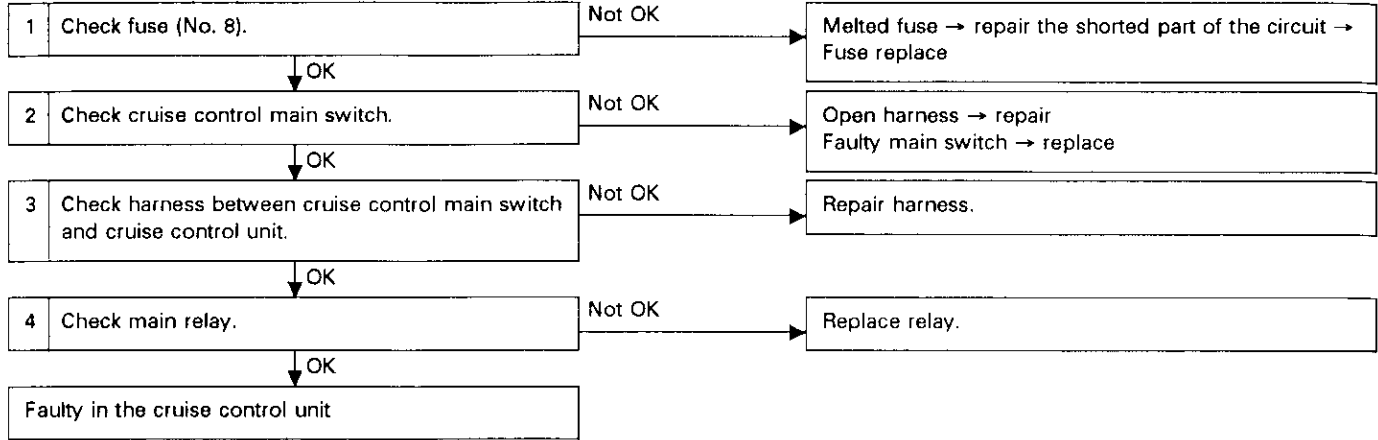 1 Check fuse (No. 8).
Not OK
Melted fuse → repair the shorted part of the circuit →
Fuse replace
OK
2 Check cruise control main switch.
Not OK
Open harness → repair
Faulty main switch → replace
OK
3 Check harness between cruise control main switch
and cruise control unit.
Not OK
Repair harness.
OK
4 Check main relay.
Not OK
Replace relay.
OK
Faulty in the cruise control unit